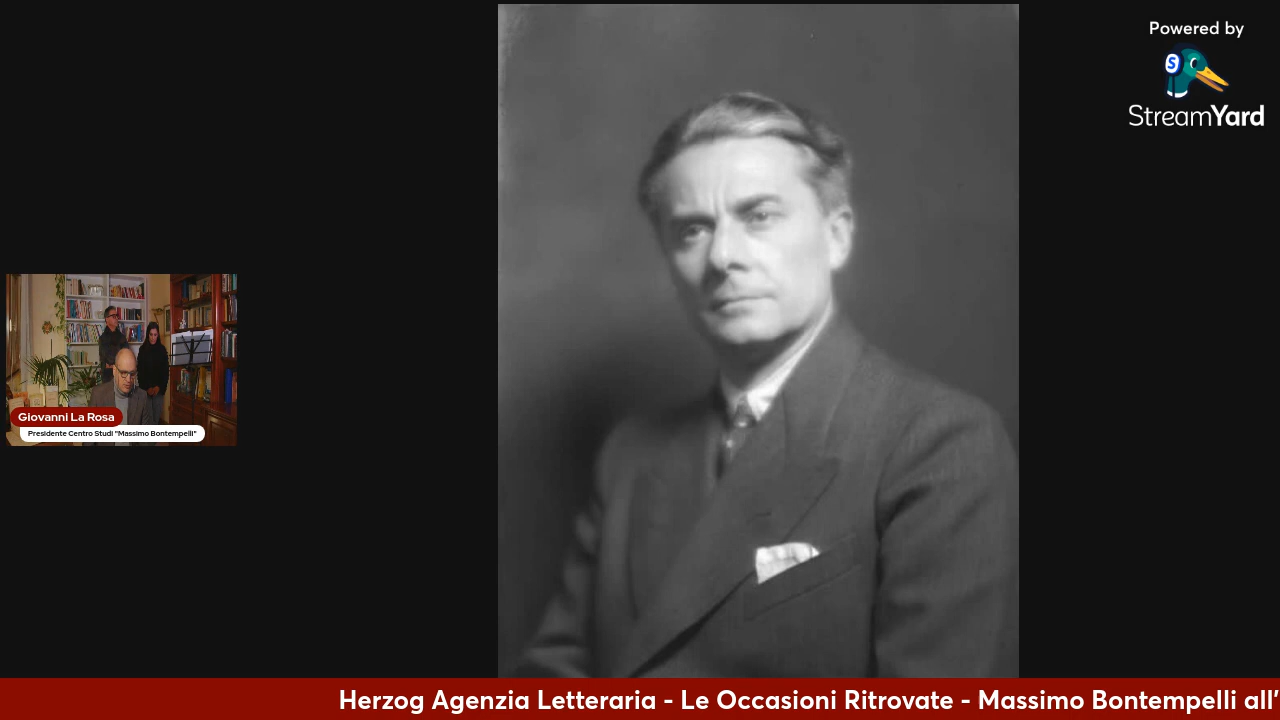 Powered by
S
StreamYard
Giovanni La Rosa
Presidente Centro Studi "Massimo Bontempelli"
Herzog Agenzia Letteraria - Le Occasioni Ritrovate - Massimo Bontempelli all'